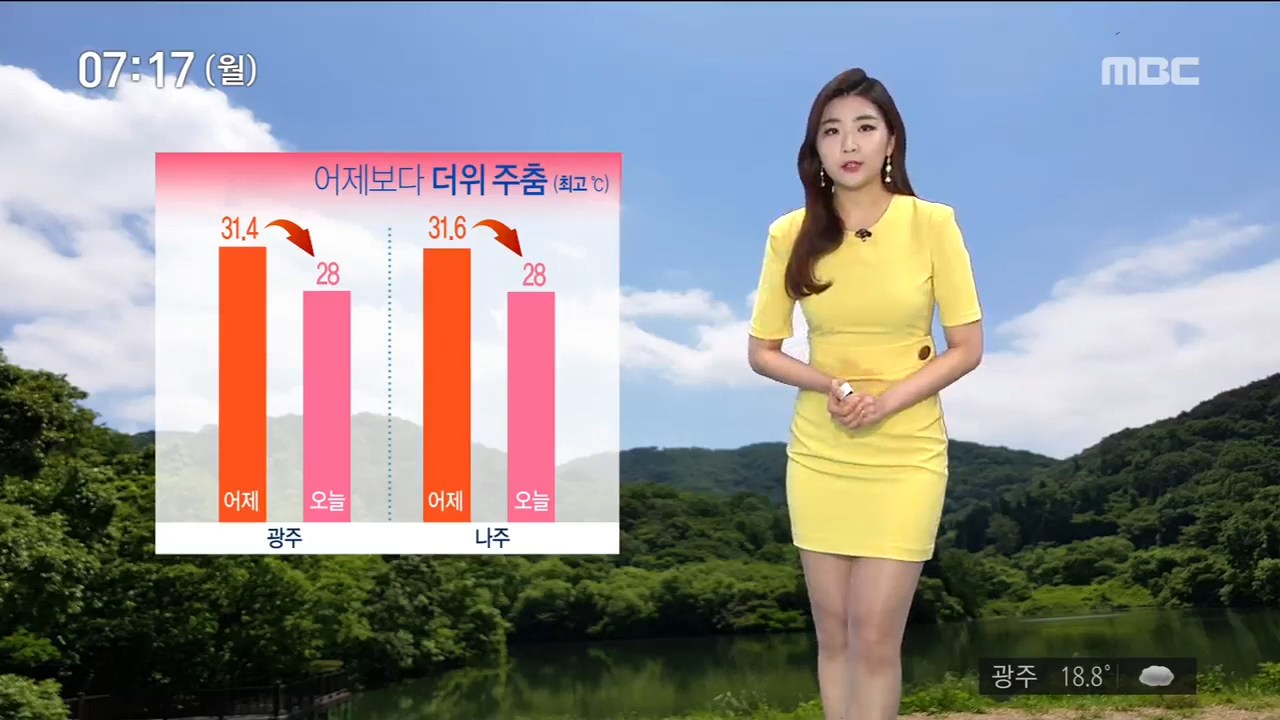 07:17 (월)
MBC
어제보다 더위 주춤 (최고 ℃)
31.4
28
31.6
28
어제
오늘
어제
오늘
광주
나주
광주 18.8°